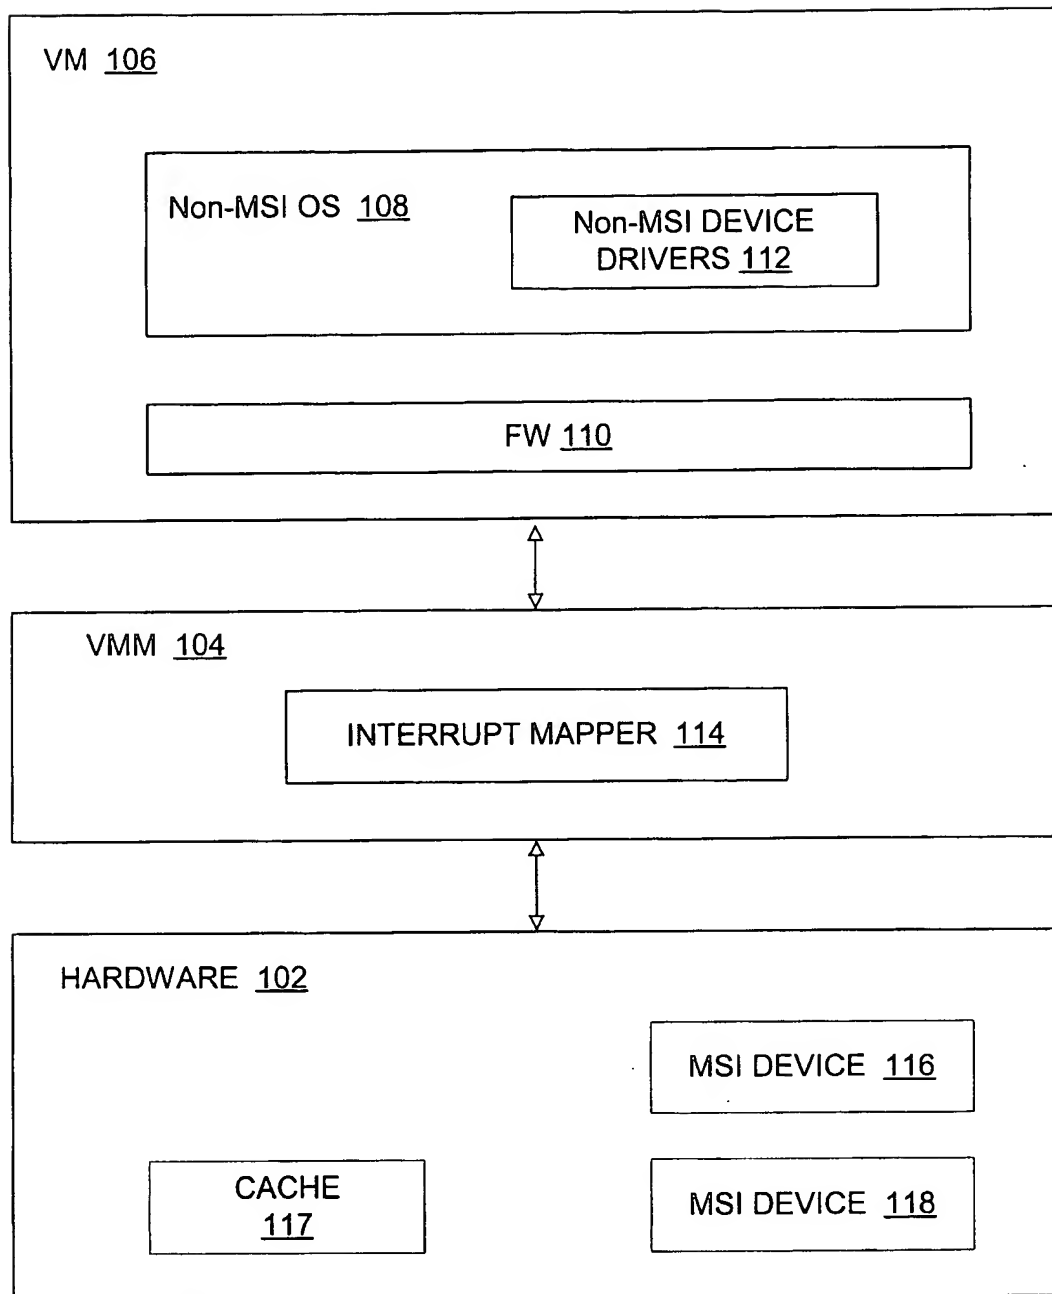 VM 106
Non-MSI OS 108
Non-MSI DEVICE
DRIVERS 112
FW 110
VMM 104
INTERRUPT MAPPER 114
HARDWARE 102
MSI DEVICE 116
CACHE
117
MSI DEVICE 118